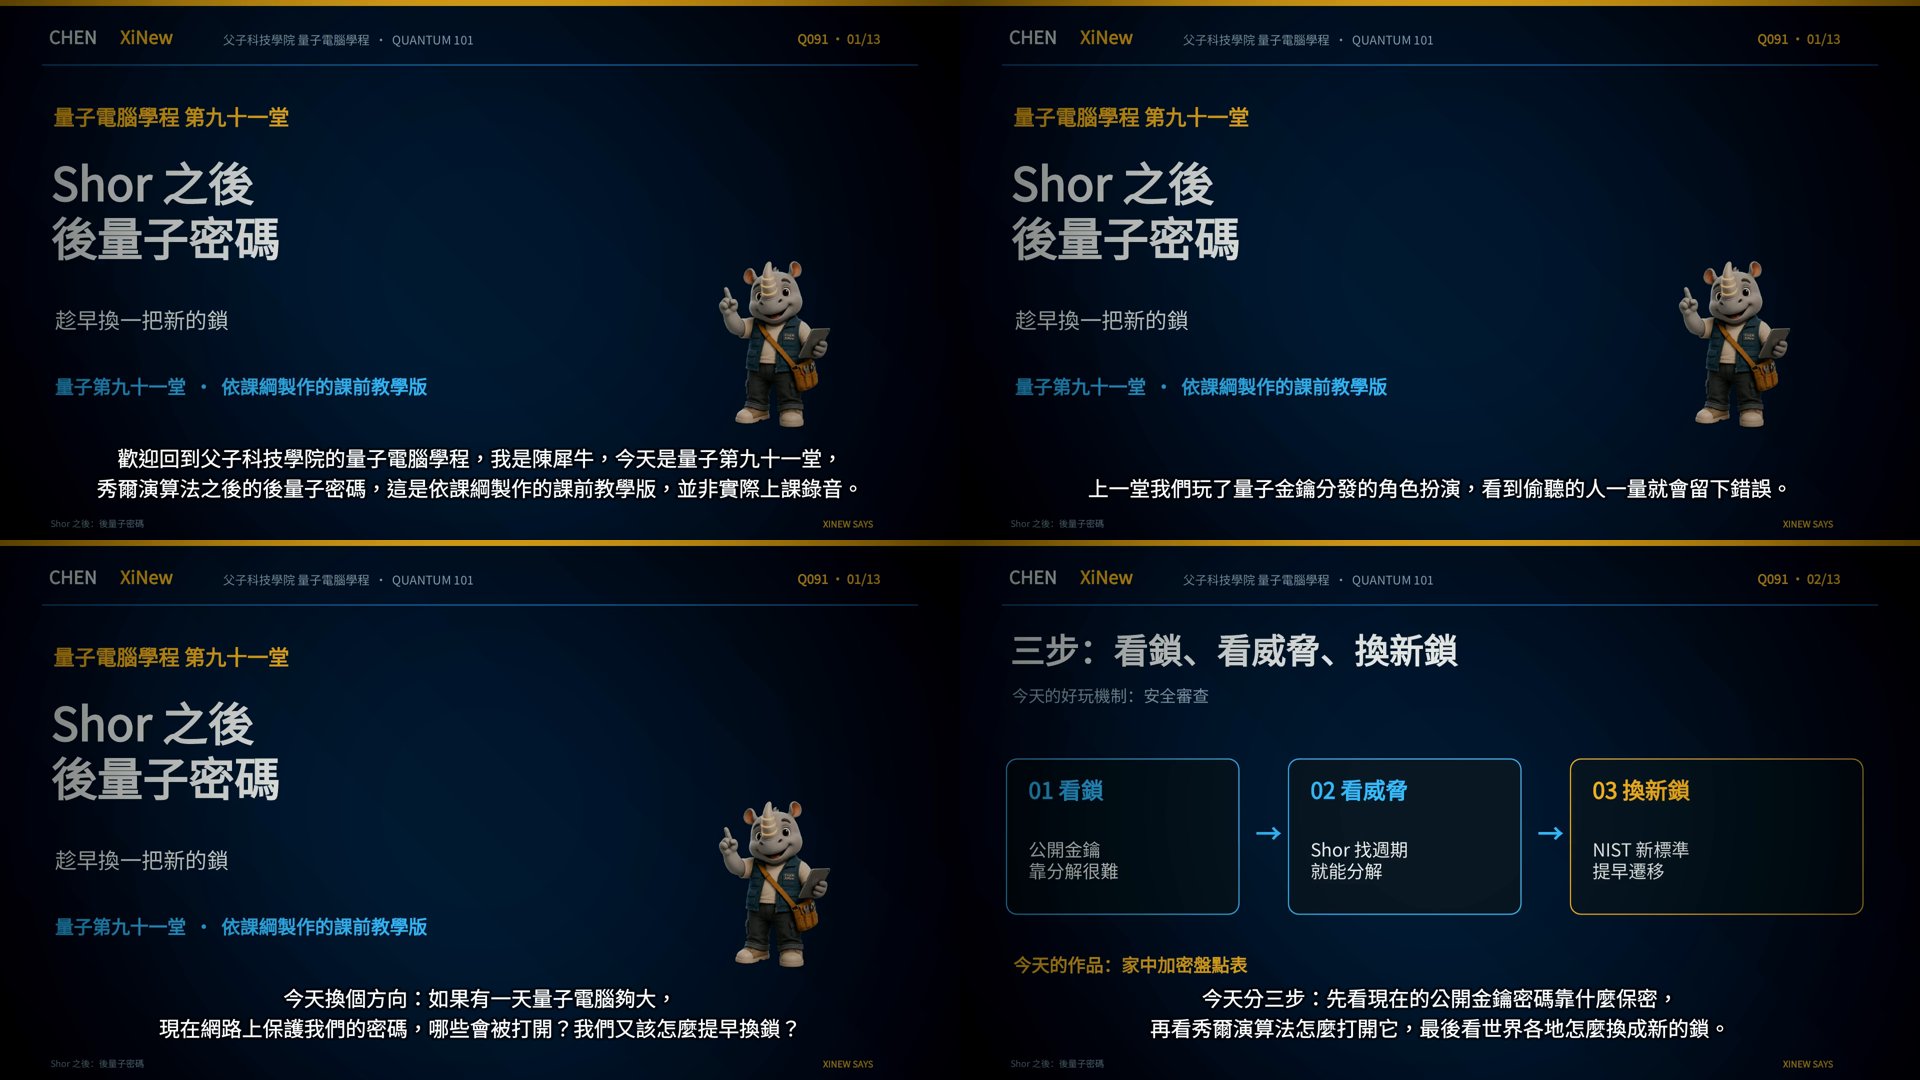 CHEN XiNew 父子科技學院 量子電腦學程 · QUANTUM 101 Q091 · 01/13
量子電腦學程 第九十一堂
Shor 之後
後量子密碼
趁早換一把新的鎖
量子第九十一堂 · 依課綱製作的課前教學版
歡迎回到父子科技學院的量子電腦學程，我是陳犀牛，今天是量子第九十一堂，
秀爾演算法之後的後量子密碼，這是依課綱製作的課前教學版，並非實際上課錄音。
Shor 之後：後量子密碼 XINEW SAYS
CHEN XiNew 父子科技學院 量子電腦學程 · QUANTUM 101 Q091 · 01/13
量子電腦學程 第九十一堂
Shor 之後
後量子密碼
趁早換一把新的鎖
量子第九十一堂 · 依課綱製作的課前教學版
上一堂我們玩了量子金鑰分發的角色扮演，看到偷聽的人一量就會留下錯誤。
Shor 之後：後量子密碼 XINEW SAYS
CHEN XiNew 父子科技學院 量子電腦學程 · QUANTUM 101 Q091 · 01/13
量子電腦學程 第九十一堂
Shor 之後
後量子密碼
趁早換一把新的鎖
量子第九十一堂 · 依課綱製作的課前教學版
今天換個方向：如果有一天量子電腦夠大，
現在網路上保護我們的密碼，哪些會被打開？我們又該怎麼提早換鎖？
Shor 之後：後量子密碼 XINEW SAYS
CHEN XiNew 父子科技學院 量子電腦學程 · QUANTUM 101 Q091 · 02/13
三步：看鎖、看威脅、換新鎖
今天的好玩機制：安全審查
01 看鎖
公開金鑰
靠分解很難
→
02 看威脅
Shor 找週期
就能分解
→
03 換新鎖
NIST 新標準
提早遷移
今天的作品：家中加密盤點表
今天分三步：先看現在的公開金鑰密碼靠什麼保密，
再看秀爾演算法怎麼打開它，最後看世界各地怎麼換成新的鎖。
Shor 之後：後量子密碼 XINEW SAYS